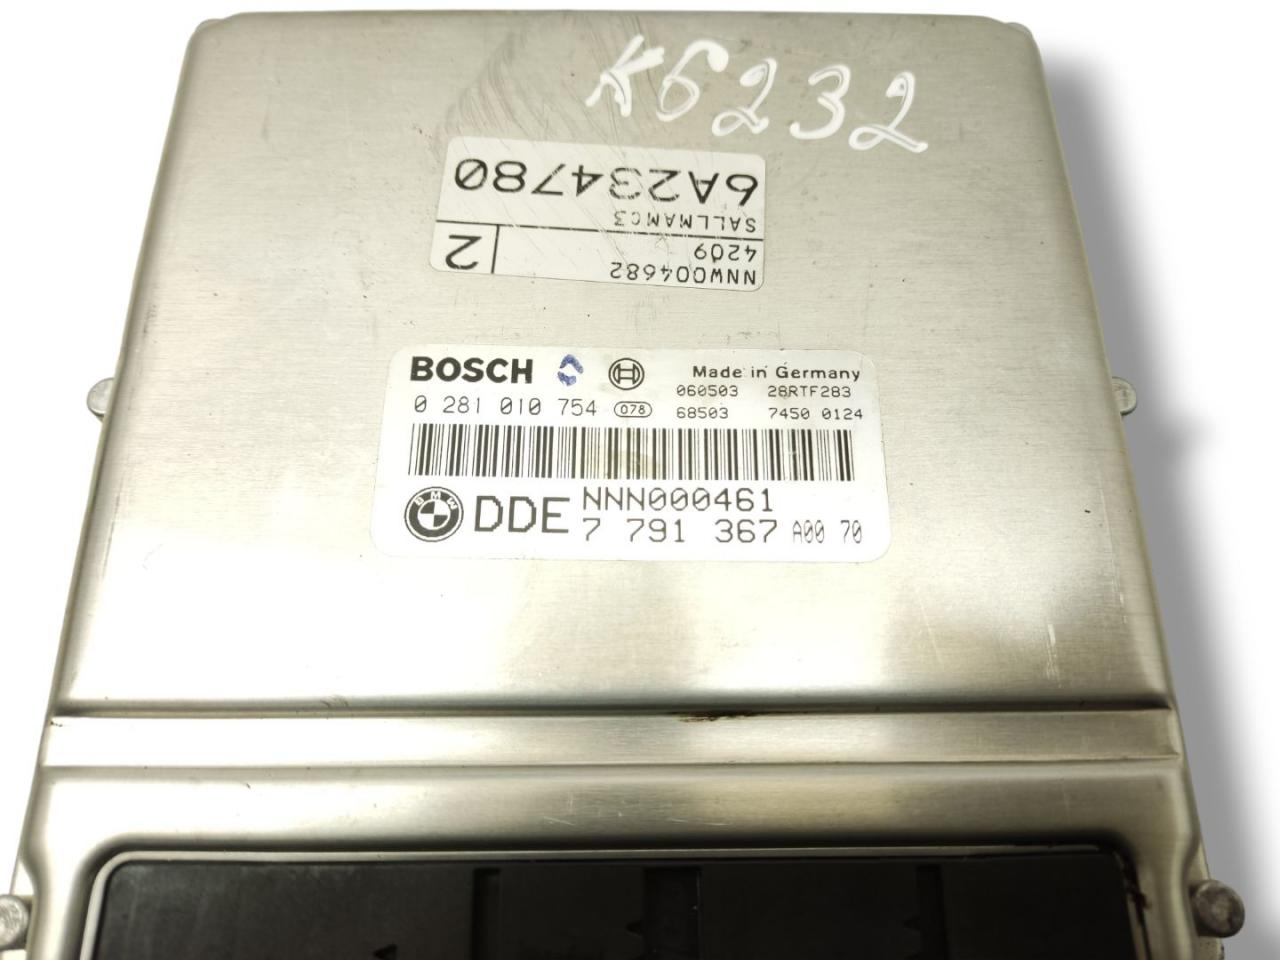 K6232
6A234780
SALLMAMC3
4209
NNW004682
2
BOSCH
Made in Germany
060503 28RTF283
0 281 010 754 078 68503 7450 0124
BMW
DDE NNN000461
7 791 367 A00 70